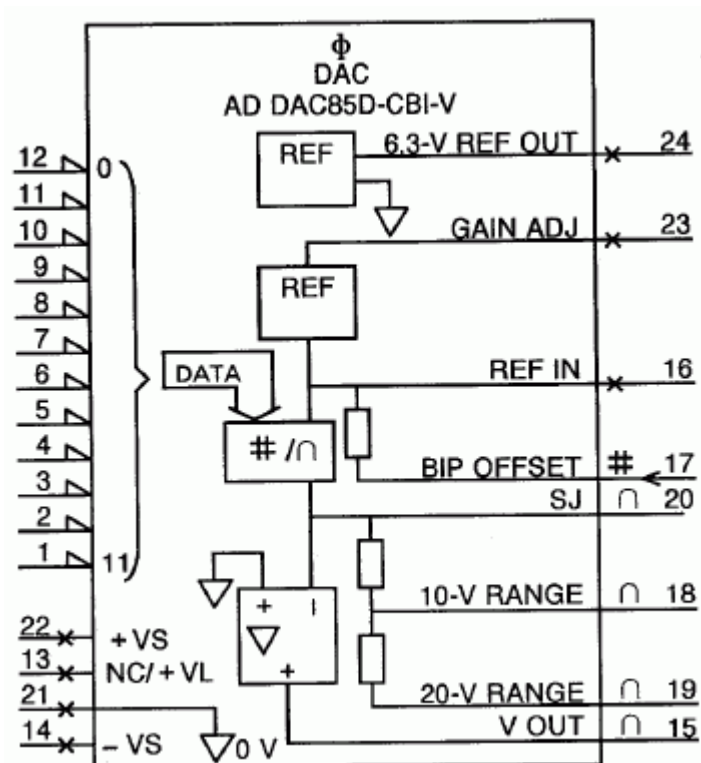 Φ
DAC
AD DAC85D-CBI-V
12 0 REF 6.3-V REF OUT 24
11
10 GAIN ADJ 23
9 REF
8
7
6 DATA REF IN 16
5
4 #/∩
3 BIP OFFSET # 17
2 SJ ∩ 20
1 11
+ − 10-V RANGE ∩ 18
22 +VS
13 NC/+VL +
21 20-V RANGE ∩ 19
14 −VS 0 V V OUT ∩ 15